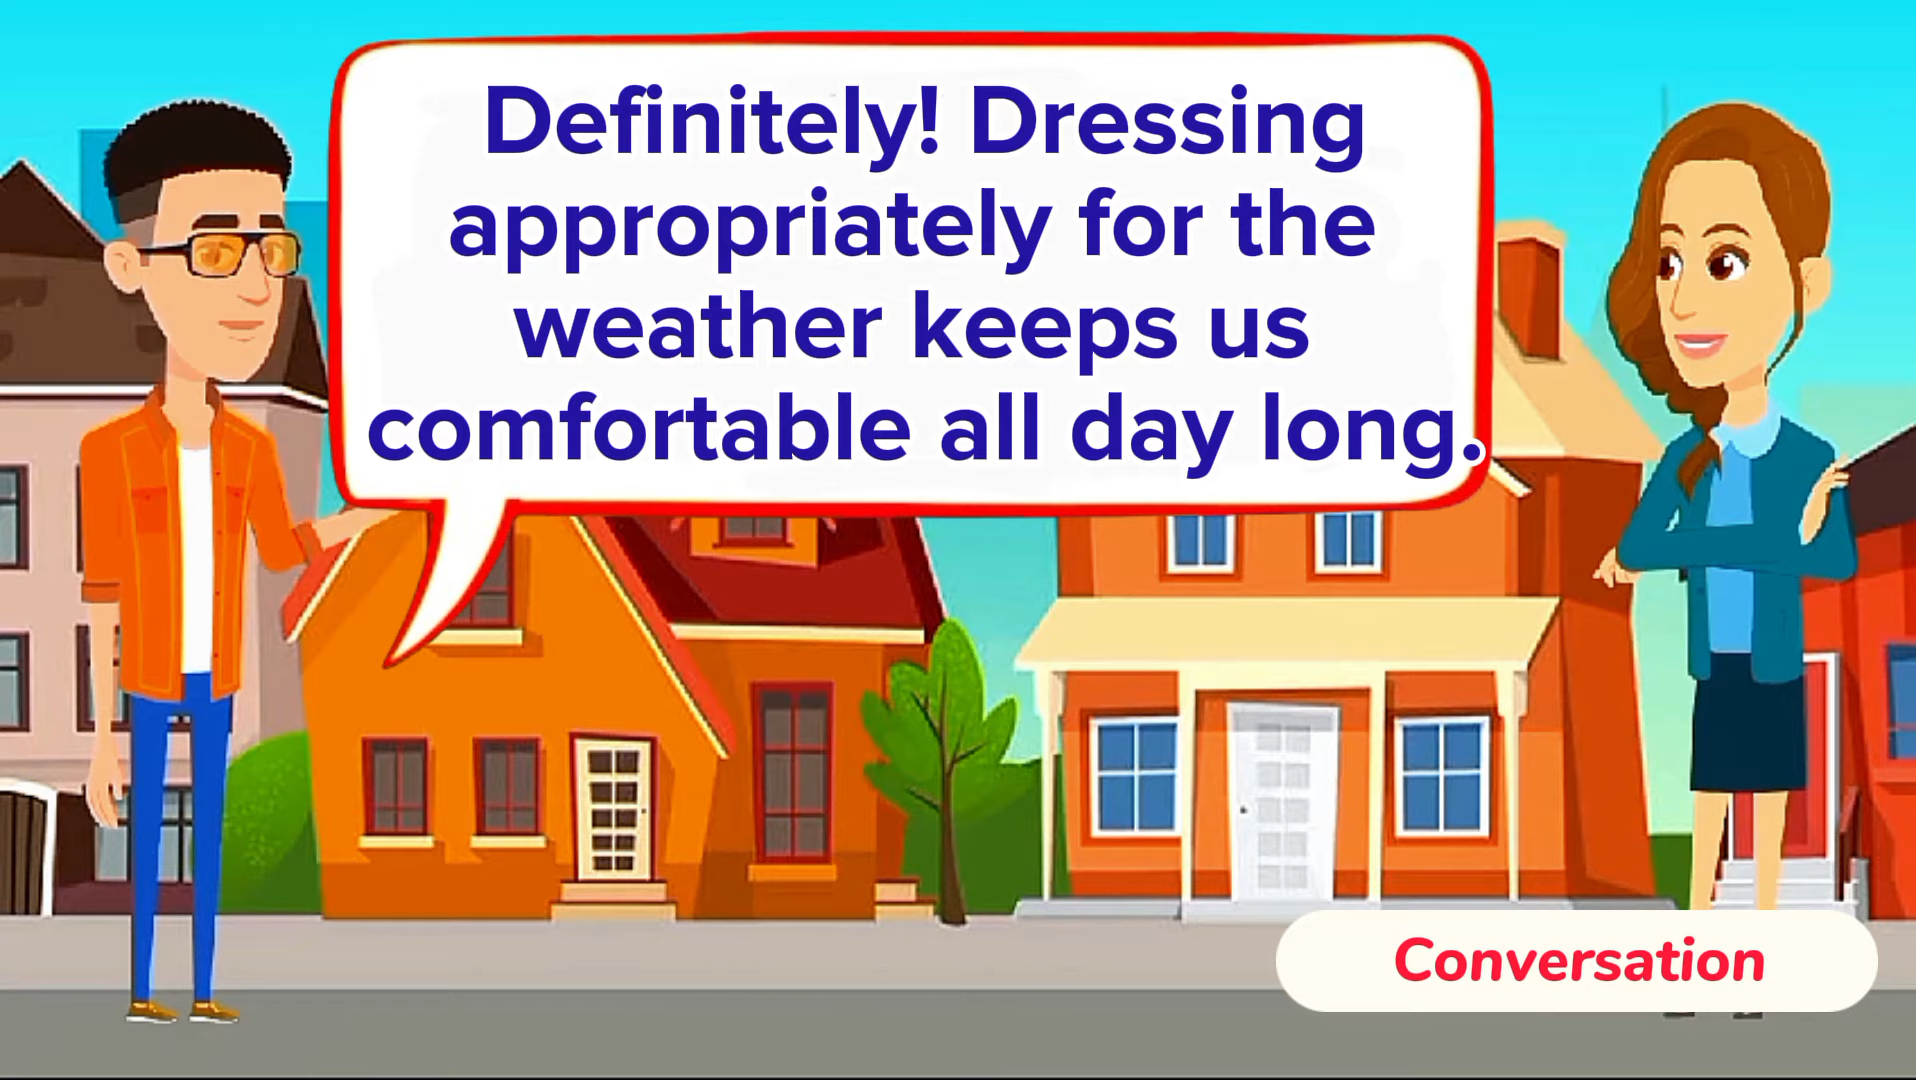 Definitely! Dressing
appropriately for the
weather keeps us
comfortable all day long.
Conversation